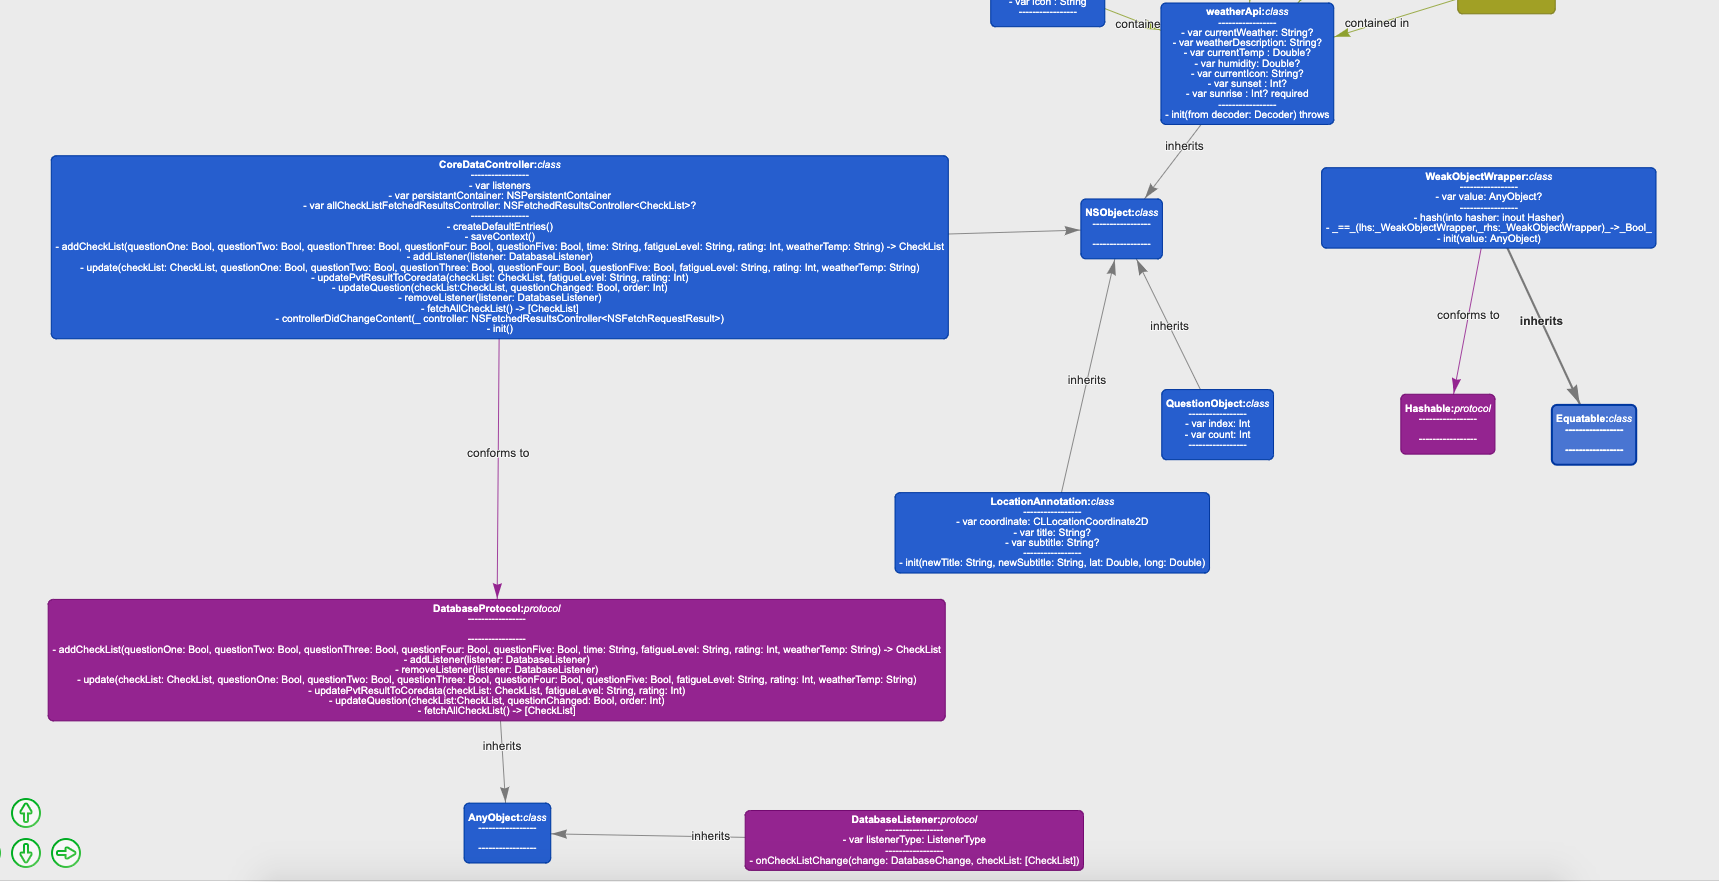 - var icon : String
-----------------
weatherApi:class
-----------------
- var currentWeather: String?
- var weatherDescription: String?
- var currentTemp : Double?
- var humidity: Double?
- var currentIcon: String?
- var sunset : Int?
- var sunrise : Int? required
-----------------
- init(from decoder: Decoder) throws
containe
contained in
inherits
CoreDataController:class
-----------------
- var listeners
- var persistantContainer: NSPersistentContainer
- var allCheckListFetchedResultsController: NSFetchedResultsController<CheckList>?
-----------------
- createDefaultEntries()
- saveContext()
- addCheckList(questionOne: Bool, questionTwo: Bool, questionThree: Bool, questionFour: Bool, questionFive: Bool, time: String, fatigueLevel: String, rating: Int, weatherTemp: String) -> CheckList
- addListener(listener: DatabaseListener)
- update(checkList: CheckList, questionOne: Bool, questionTwo: Bool, questionThree: Bool, questionFour: Bool, questionFive: Bool, fatigueLevel: String, rating: Int, weatherTemp: String)
- updatePvtResultToCoredata(checkList: CheckList, fatigueLevel: String, rating: Int)
- updateQuestion(checkList:CheckList, questionChanged: Bool, order: Int)
- removeListener(listener: DatabaseListener)
- fetchAllCheckList() -> [CheckList]
- controllerDidChangeContent(_ controller: NSFetchedResultsController<NSFetchRequestResult>)
- init()
NSObject:class
-----------------
-----------------
WeakObjectWrapper:class
-----------------
- var value: AnyObject?
-----------------
- hash(into hasher: inout Hasher)
- _==_(lhs:_WeakObjectWrapper,_rhs:_WeakObjectWrapper)_->_Bool_
- init(value: AnyObject)
conforms to
inherits
inherits
inherits
QuestionObject:class
-----------------
- var index: Int
- var count: Int
-----------------
Hashable:protocol
-----------------
-----------------
Equatable:class
-----------------
-----------------
conforms to
LocationAnnotation:class
-----------------
- var coordinate: CLLocationCoordinate2D
- var title: String?
- var subtitle: String?
-----------------
- init(newTitle: String, newSubtitle: String, lat: Double, long: Double)
DatabaseProtocol:protocol
-----------------
-----------------
- addCheckList(questionOne: Bool, questionTwo: Bool, questionThree: Bool, questionFour: Bool, questionFive: Bool, time: String, fatigueLevel: String, rating: Int, weatherTemp: String) -> CheckList
- addListener(listener: DatabaseListener)
- removeListener(listener: DatabaseListener)
- update(checkList: CheckList, questionOne: Bool, questionTwo: Bool, questionThree: Bool, questionFour: Bool, questionFive: Bool, fatigueLevel: String, rating: Int, weatherTemp: String)
- updatePvtResultToCoredata(checkList: CheckList, fatigueLevel: String, rating: Int)
- updateQuestion(checkList:CheckList, questionChanged: Bool, order: Int)
- fetchAllCheckList() -> [CheckList]
inherits
AnyObject:class
-----------------
-----------------
inherits
DatabaseListener:protocol
-----------------
- var listenerType: ListenerType
-----------------
- onCheckListChange(change: DatabaseChange, checkList: [CheckList])